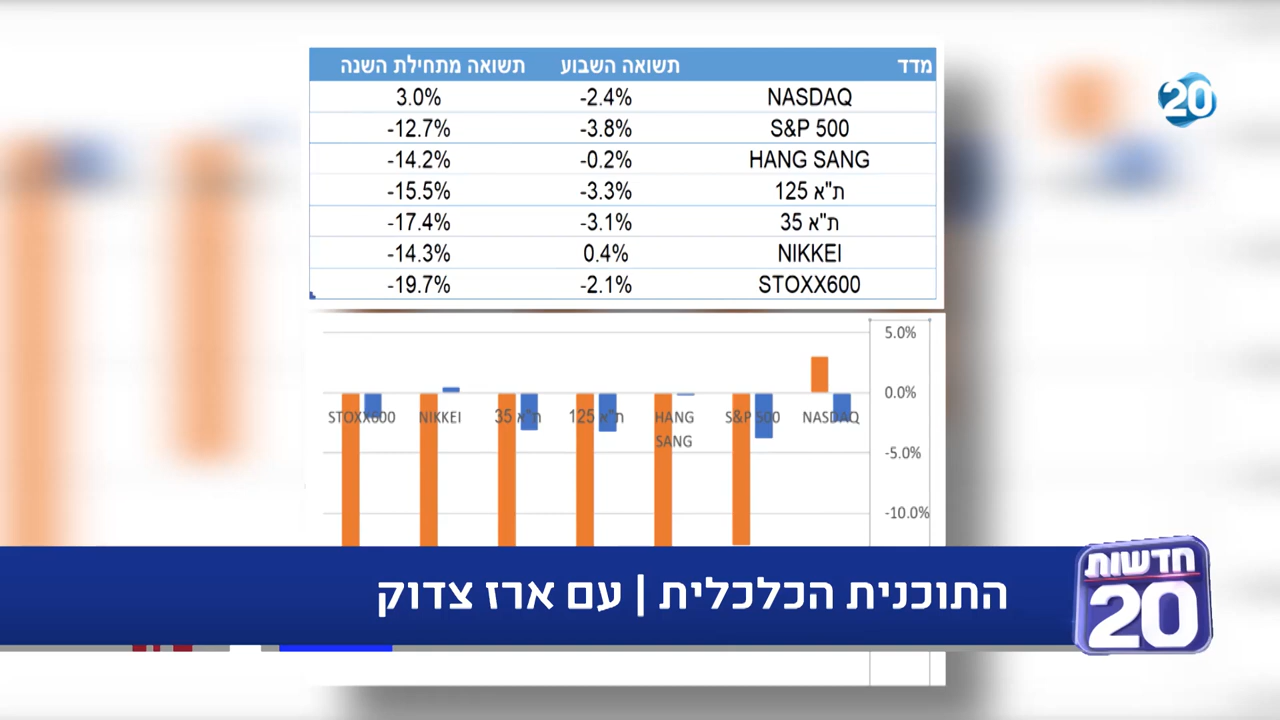 מדד תשואה השבוע תשואה מתחילת השנה
NASDAQ -2.4% 3.0%
S&P 500 -3.8% -12.7%
HANG SANG -0.2% -14.2%
ת"א 125 -3.3% -15.5%
ת"א 35 -3.1% -17.4%
NIKKEI 0.4% -14.3%
STOXX600 -2.1% -19.7%
20
5.0%
0.0%
STOXX600 NIKKEI ת"א 35 ת"א 125 HANG SANG S&P 500 NASDAQ
-5.0%
-10.0%
התוכנית הכלכלית | עם ארז צדוק
חדשות
20